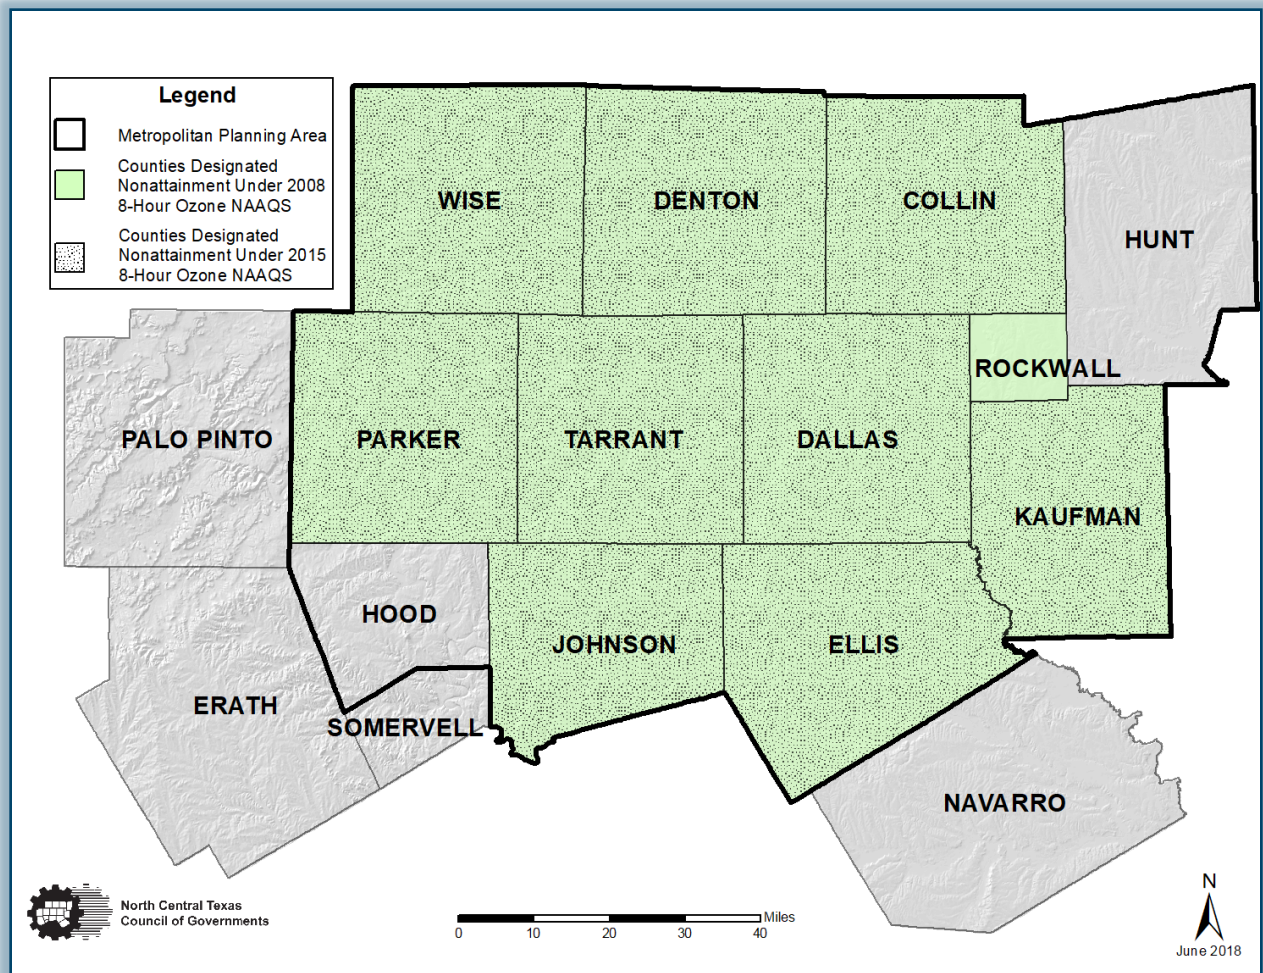 Legend
Metropolitan Planning Area
Counties Designated
Nonattainment Under 2008
8-Hour Ozone NAAQS
Counties Designated
Nonattainment Under 2015
8-Hour Ozone NAAQS
WISE
DENTON
COLLIN
HUNT
ROCKWALL
PALO PINTO
PARKER
TARRANT
DALLAS
KAUFMAN
HOOD
JOHNSON
ELLIS
ERATH
SOMERVELL
NAVARRO
North Central Texas
Council of Governments
Miles
0 10 20 30 40
N
June 2018